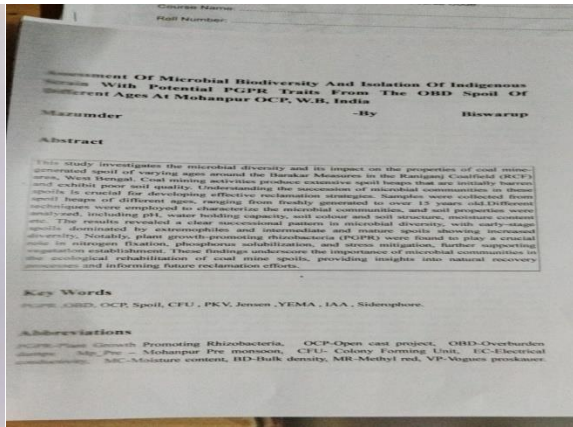 Course Name:
Roll Number:
Assessment Of Microbial Biodiversity And Isolation Of Indigenous
Strain With Potential PGPR Traits From The OBD Spoil Of
Different Ages At Mohanpur OCP, W.B, India
Mazumder -By Biswarup
Abstract
This study investigates the microbial diversity and its impact on the properties of coal mine-
generated spoil of varying ages around the Barakar Measures in the Raniganj Coalfield (RCF)
area, West Bengal. Coal mining activities produce extensive spoil heaps that are initially barren
and exhibit poor soil quality. Understanding the succession of microbial communities in these
spoils is crucial for developing effective reclamation strategies. Samples were collected from
spoil heaps of different ages, ranging from freshly generated to over 15 years old.Different
techniques were employed to characterize the microbial communities, and soil properties were
analyzed, including pH, water holding capacity, soil colour and soil structure, moisture content
etc. The results revealed a clear successional pattern in microbial diversity, with early-stage
spoils dominated by extremophiles and intermediate and mature spoils showing increased
diversity. Notably, plant growth-promoting rhizobacteria (PGPR) were found to play a crucial
role in nitrogen fixation, phosphorus solubilization, and stress mitigation, further supporting
vegetation establishment. These findings underscore the importance of microbial communities in
the ecological rehabilitation of coal mine spoils, providing insights into natural recovery
processes and informing future reclamation efforts.
Key Words
PGPR ,OBD, OCP, Spoil, CFU , PKV, Jensen ,YEMA , IAA , Siderophore.
Abbreviations
PGPR-Plant Growth Promoting Rhizobacteria, OCP-Open cast project, OBD-Overburden
dumps, Mp_Pre – Mohanpur Pre monsoon, CFU- Colony Forming Unit, EC-Electrical
MC-Moisture content, BD-Bulk density, MR-Methyl red, VP-Vogues proskauer.